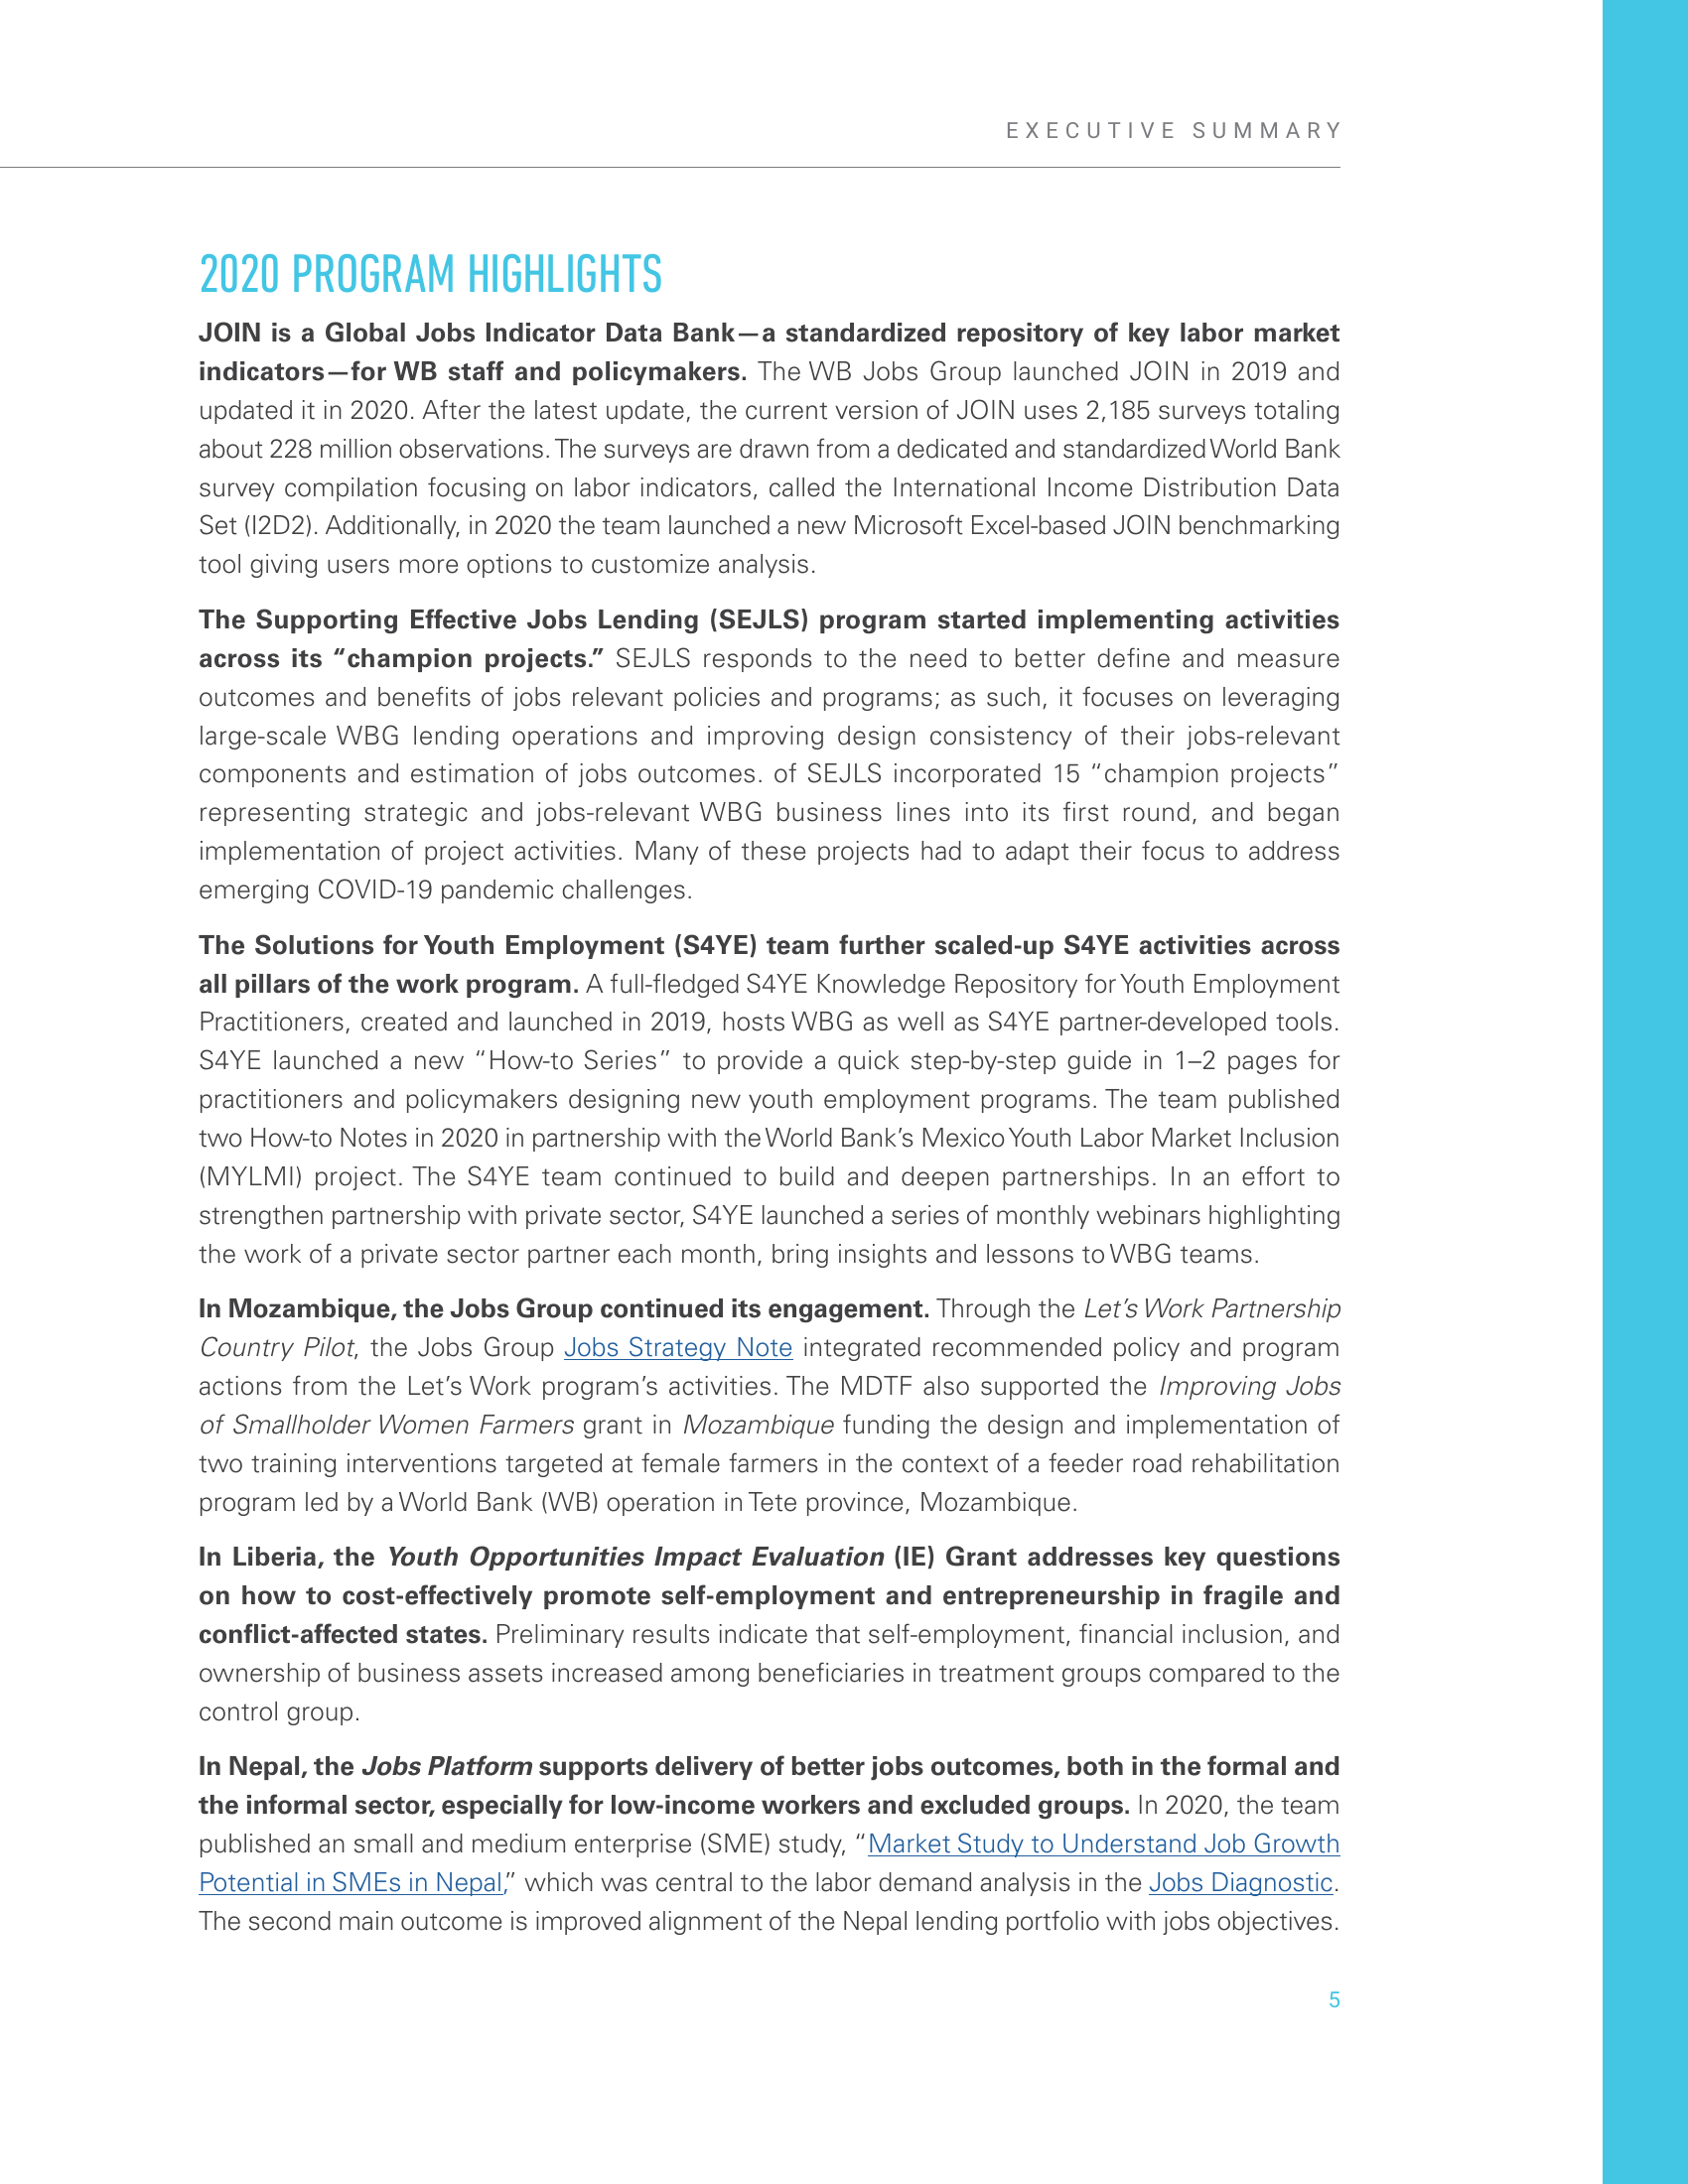 EXECUTIVE SUMMARY
2020 PROGRAM HIGHLIGHTS
JOIN is a Global Jobs Indicator Data Bank—a standardized repository of key labor market
indicators—for WB staff and policymakers. The WB Jobs Group launched JOIN in 2019 and
updated it in 2020. After the latest update, the current version of JOIN uses 2,185 surveys totaling
about 228 million observations. The surveys are drawn from a dedicated and standardized World Bank
survey compilation focusing on labor indicators, called the International Income Distribution Data
Set (I2D2). Additionally, in 2020 the team launched a new Microsoft Excel-based JOIN benchmarking
tool giving users more options to customize analysis.
The Supporting Effective Jobs Lending (SEJLS) program started implementing activities
across its “champion projects.” SEJLS responds to the need to better define and measure
outcomes and benefits of jobs relevant policies and programs; as such, it focuses on leveraging
large-scale WBG lending operations and improving design consistency of their jobs-relevant
components and estimation of jobs outcomes. of SEJLS incorporated 15 “champion projects”
representing strategic and jobs-relevant WBG business lines into its first round, and began
implementation of project activities. Many of these projects had to adapt their focus to address
emerging COVID-19 pandemic challenges.
The Solutions for Youth Employment (S4YE) team further scaled-up S4YE activities across
all pillars of the work program. A full-fledged S4YE Knowledge Repository for Youth Employment
Practitioners, created and launched in 2019, hosts WBG as well as S4YE partner-developed tools.
S4YE launched a new “How-to Series” to provide a quick step-by-step guide in 1–2 pages for
practitioners and policymakers designing new youth employment programs. The team published
two How-to Notes in 2020 in partnership with the World Bank’s Mexico Youth Labor Market Inclusion
(MYLMI) project. The S4YE team continued to build and deepen partnerships. In an effort to
strengthen partnership with private sector, S4YE launched a series of monthly webinars highlighting
the work of a private sector partner each month, bring insights and lessons to WBG teams.
In Mozambique, the Jobs Group continued its engagement. Through the Let’s Work Partnership
Country Pilot, the Jobs Group Jobs Strategy Note integrated recommended policy and program
actions from the Let’s Work program’s activities. The MDTF also supported the Improving Jobs
of Smallholder Women Farmers grant in Mozambique funding the design and implementation of
two training interventions targeted at female farmers in the context of a feeder road rehabilitation
program led by a World Bank (WB) operation in Tete province, Mozambique.
In Liberia, the Youth Opportunities Impact Evaluation (IE) Grant addresses key questions
on how to cost-effectively promote self-employment and entrepreneurship in fragile and
conflict-affected states. Preliminary results indicate that self-employment, financial inclusion, and
ownership of business assets increased among beneficiaries in treatment groups compared to the
control group.
In Nepal, the Jobs Platform supports delivery of better jobs outcomes, both in the formal and
the informal sector, especially for low-income workers and excluded groups. In 2020, the team
published an small and medium enterprise (SME) study, “Market Study to Understand Job Growth
Potential in SMEs in Nepal,” which was central to the labor demand analysis in the Jobs Diagnostic.
The second main outcome is improved alignment of the Nepal lending portfolio with jobs objectives.
5